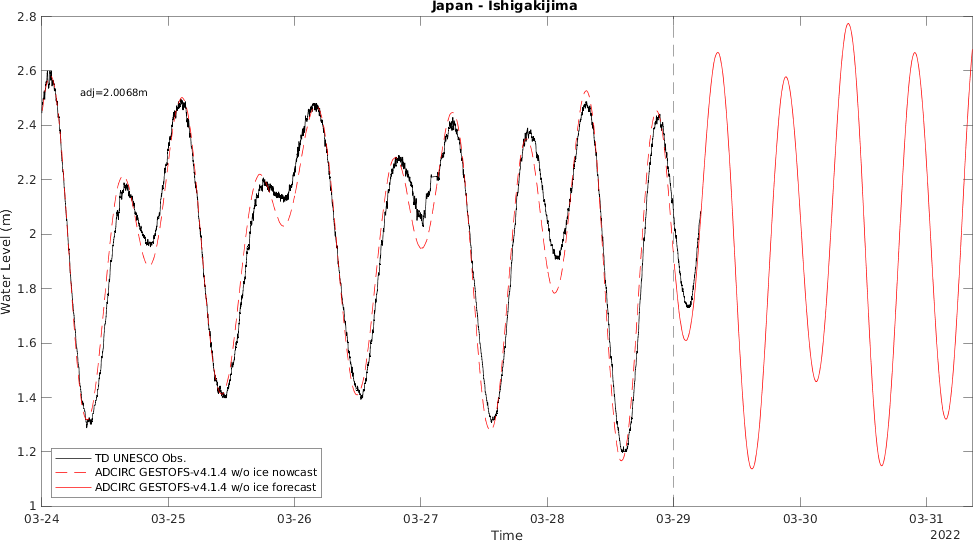 Japan - Ishigakijima
adj=2.0068m
Water Level (m)
2.8
2.6
2.4
2.2
2
1.8
1.6
1.4
1.2
1
TD UNESCO Obs.
ADCIRC GESTOFS-v4.1.4 w/o ice nowcast
ADCIRC GESTOFS-v4.1.4 w/o ice forecast
03-24 03-25 03-26 03-27 03-28 03-29 03-30 03-31
Time
2022